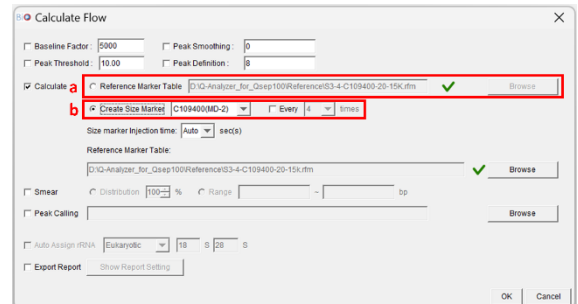 BiO Calculate Flow
Baseline Factor: 5000 Peak Smoothing: 0
Peak Threshold: 10.00 Peak Definition: 8
Calculate a Reference Marker Table D:\Q-Analyzer_for_Qsep100\Reference\S3-4-C109400-20-15K.rfm Browse
b Create Size Marker C109400(MD-2) Every 4 times
Size marker Injection time: Auto sec(s)
Reference Marker Table:
D:\Q-Analyzer_for_Qsep100\Reference\S3-4-C109400-20-15k.rfm Browse
Smear Distribution 100 % Range ~ bp
Peak Calling Browse
Auto Assign rRNA Eukaryotic 18 S 28 S
Export Report Show Report Setting
OK Cancel